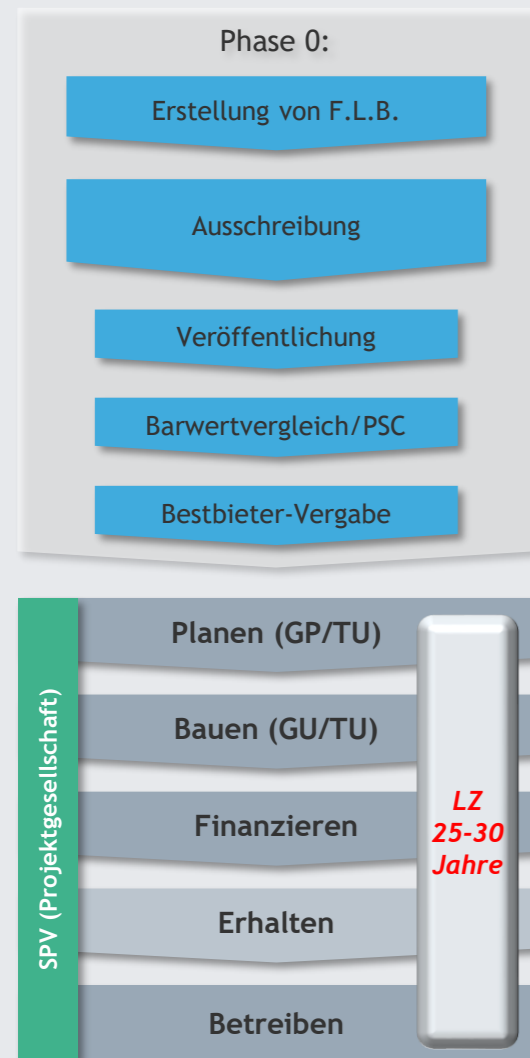 Phase 0:
Erstellung von F.L.B.
Ausschreibung
Veröffentlichung
Barwertvergleich/PSC
Bestbieter-Vergabe
SPV (Projektgesellschaft)
Planen (GP/TU)
Bauen (GU/TU)
Finanzieren
Erhalten
Betreiben
LZ
25-30
Jahre